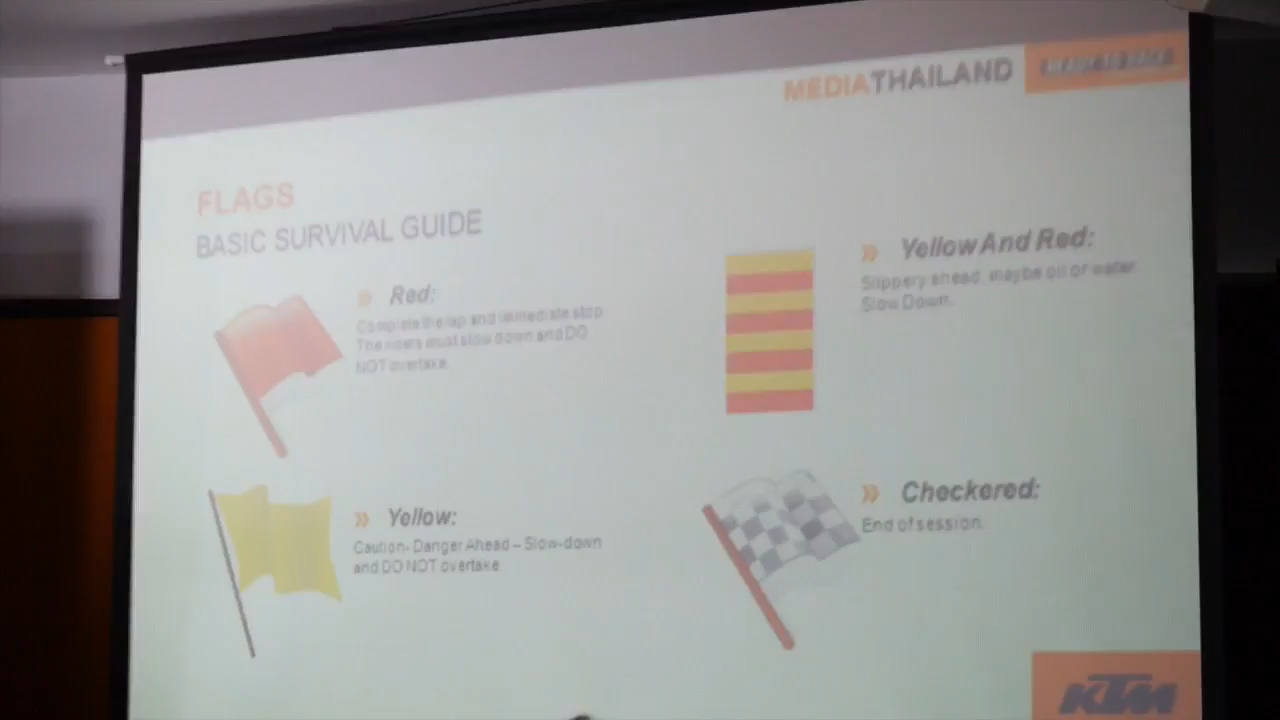 MEDIATHAILAND
FLAGS
BASIC SURVIVAL GUIDE
» Red:
Complete the lap and immediate stop
The riders must slow down and DO
NOT overtake.
» Yellow And Red:
Slippery ahead, maybe oil or water.
Slow Down.
» Yellow:
Caution- Danger Ahead – Slow-down
and DO NOT overtake
» Checkered:
End of session.
KTM